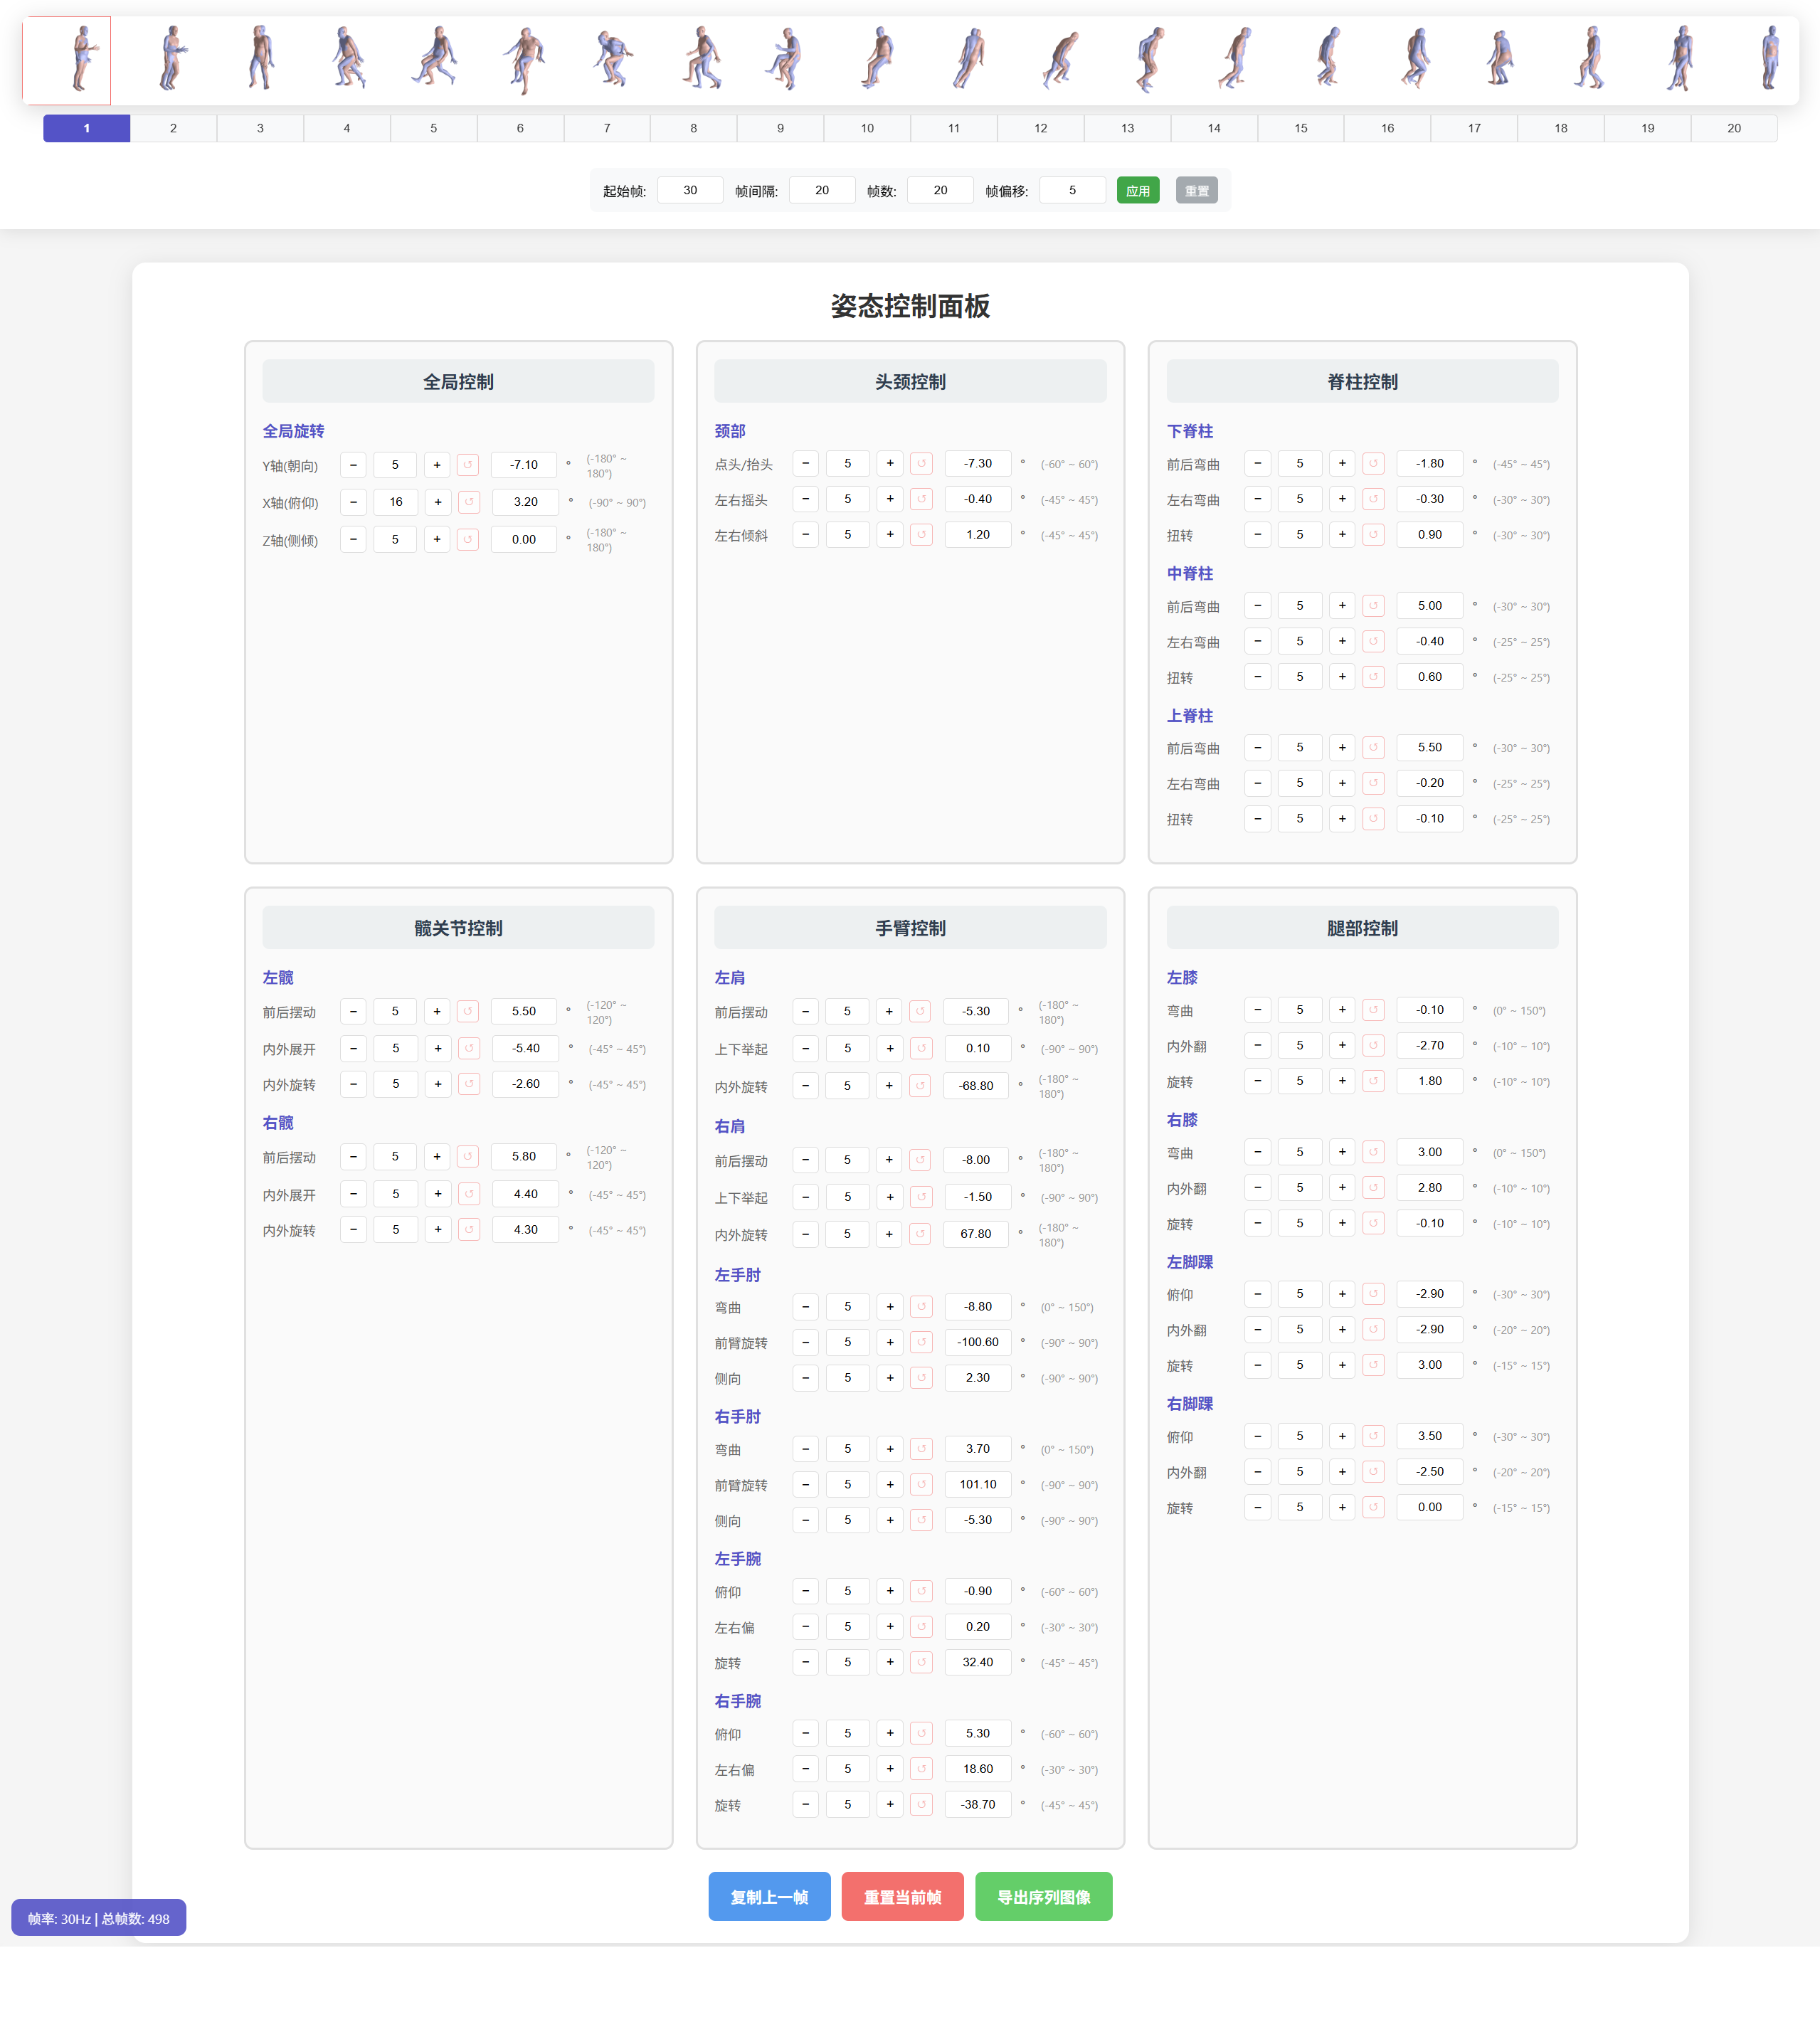 1 2 3 4 5 6 7 8 9 10 11 12 13 14 15 16 17 18 19 20
起始帧: 30 帧间隔: 20 帧数: 20 帧偏移: 5 应用 重置
姿态控制面板
全局控制
全局旋转
Y轴(朝向) − 5 + ↺ -7.10 ° (-180° ~ 180°)
X轴(俯仰) − 16 + ↺ 3.20 ° (-90° ~ 90°)
Z轴(侧倾) − 5 + ↺ 0.00 ° (-180° ~ 180°)
头颈控制
颈部
点头/抬头 − 5 + ↺ -7.30 ° (-60° ~ 60°)
左右摇头 − 5 + ↺ -0.40 ° (-45° ~ 45°)
左右倾斜 − 5 + ↺ 1.20 ° (-45° ~ 45°)
脊柱控制
下脊柱
前后弯曲 − 5 + ↺ -1.80 ° (-45° ~ 45°)
左右弯曲 − 5 + ↺ -0.30 ° (-30° ~ 30°)
扭转 − 5 + ↺ 0.90 ° (-30° ~ 30°)
中脊柱
前后弯曲 − 5 + ↺ 5.00 ° (-30° ~ 30°)
左右弯曲 − 5 + ↺ -0.40 ° (-25° ~ 25°)
扭转 − 5 + ↺ 0.60 ° (-25° ~ 25°)
上脊柱
前后弯曲 − 5 + ↺ 5.50 ° (-30° ~ 30°)
左右弯曲 − 5 + ↺ -0.20 ° (-25° ~ 25°)
扭转 − 5 + ↺ -0.10 ° (-25° ~ 25°)
髋关节控制
左髋
前后摆动 − 5 + ↺ 5.50 ° (-120° ~ 120°)
内外展开 − 5 + ↺ -5.40 ° (-45° ~ 45°)
内外旋转 − 5 + ↺ -2.60 ° (-45° ~ 45°)
右髋
前后摆动 − 5 + ↺ 5.80 ° (-120° ~ 120°)
内外展开 − 5 + ↺ 4.40 ° (-45° ~ 45°)
内外旋转 − 5 + ↺ 4.30 ° (-45° ~ 45°)
手臂控制
左肩
前后摆动 − 5 + ↺ -5.30 ° (-180° ~ 180°)
上下举起 − 5 + ↺ 0.10 ° (-90° ~ 90°)
内外旋转 − 5 + ↺ -68.80 ° (-180° ~ 180°)
右肩
前后摆动 − 5 + ↺ -8.00 ° (-180° ~ 180°)
上下举起 − 5 + ↺ -1.50 ° (-90° ~ 90°)
内外旋转 − 5 + ↺ 67.80 ° (-180° ~ 180°)
左手肘
弯曲 − 5 + ↺ -8.80 ° (0° ~ 150°)
前臂旋转 − 5 + ↺ -100.60 ° (-90° ~ 90°)
侧向 − 5 + ↺ 2.30 ° (-90° ~ 90°)
右手肘
弯曲 − 5 + ↺ 3.70 ° (0° ~ 150°)
前臂旋转 − 5 + ↺ 101.10 ° (-90° ~ 90°)
侧向 − 5 + ↺ -5.30 ° (-90° ~ 90°)
左手腕
俯仰 − 5 + ↺ -0.90 ° (-60° ~ 60°)
左右偏 − 5 + ↺ 0.20 ° (-30° ~ 30°)
旋转 − 5 + ↺ 32.40 ° (-45° ~ 45°)
右手腕
俯仰 − 5 + ↺ 5.30 ° (-60° ~ 60°)
左右偏 − 5 + ↺ 18.60 ° (-30° ~ 30°)
旋转 − 5 + ↺ -38.70 ° (-45° ~ 45°)
腿部控制
左膝
弯曲 − 5 + ↺ -0.10 ° (0° ~ 150°)
内外翻 − 5 + ↺ -2.70 ° (-10° ~ 10°)
旋转 − 5 + ↺ 1.80 ° (-10° ~ 10°)
右膝
弯曲 − 5 + ↺ 3.00 ° (0° ~ 150°)
内外翻 − 5 + ↺ 2.80 ° (-10° ~ 10°)
旋转 − 5 + ↺ -0.10 ° (-10° ~ 10°)
左脚踝
俯仰 − 5 + ↺ -2.90 ° (-30° ~ 30°)
内外翻 − 5 + ↺ -2.90 ° (-20° ~ 20°)
旋转 − 5 + ↺ 3.00 ° (-15° ~ 15°)
右脚踝
俯仰 − 5 + ↺ 3.50 ° (-30° ~ 30°)
内外翻 − 5 + ↺ -2.50 ° (-20° ~ 20°)
旋转 − 5 + ↺ 0.00 ° (-15° ~ 15°)
复制上一帧 重置当前帧 导出序列图像
帧率: 30Hz | 总帧数: 498